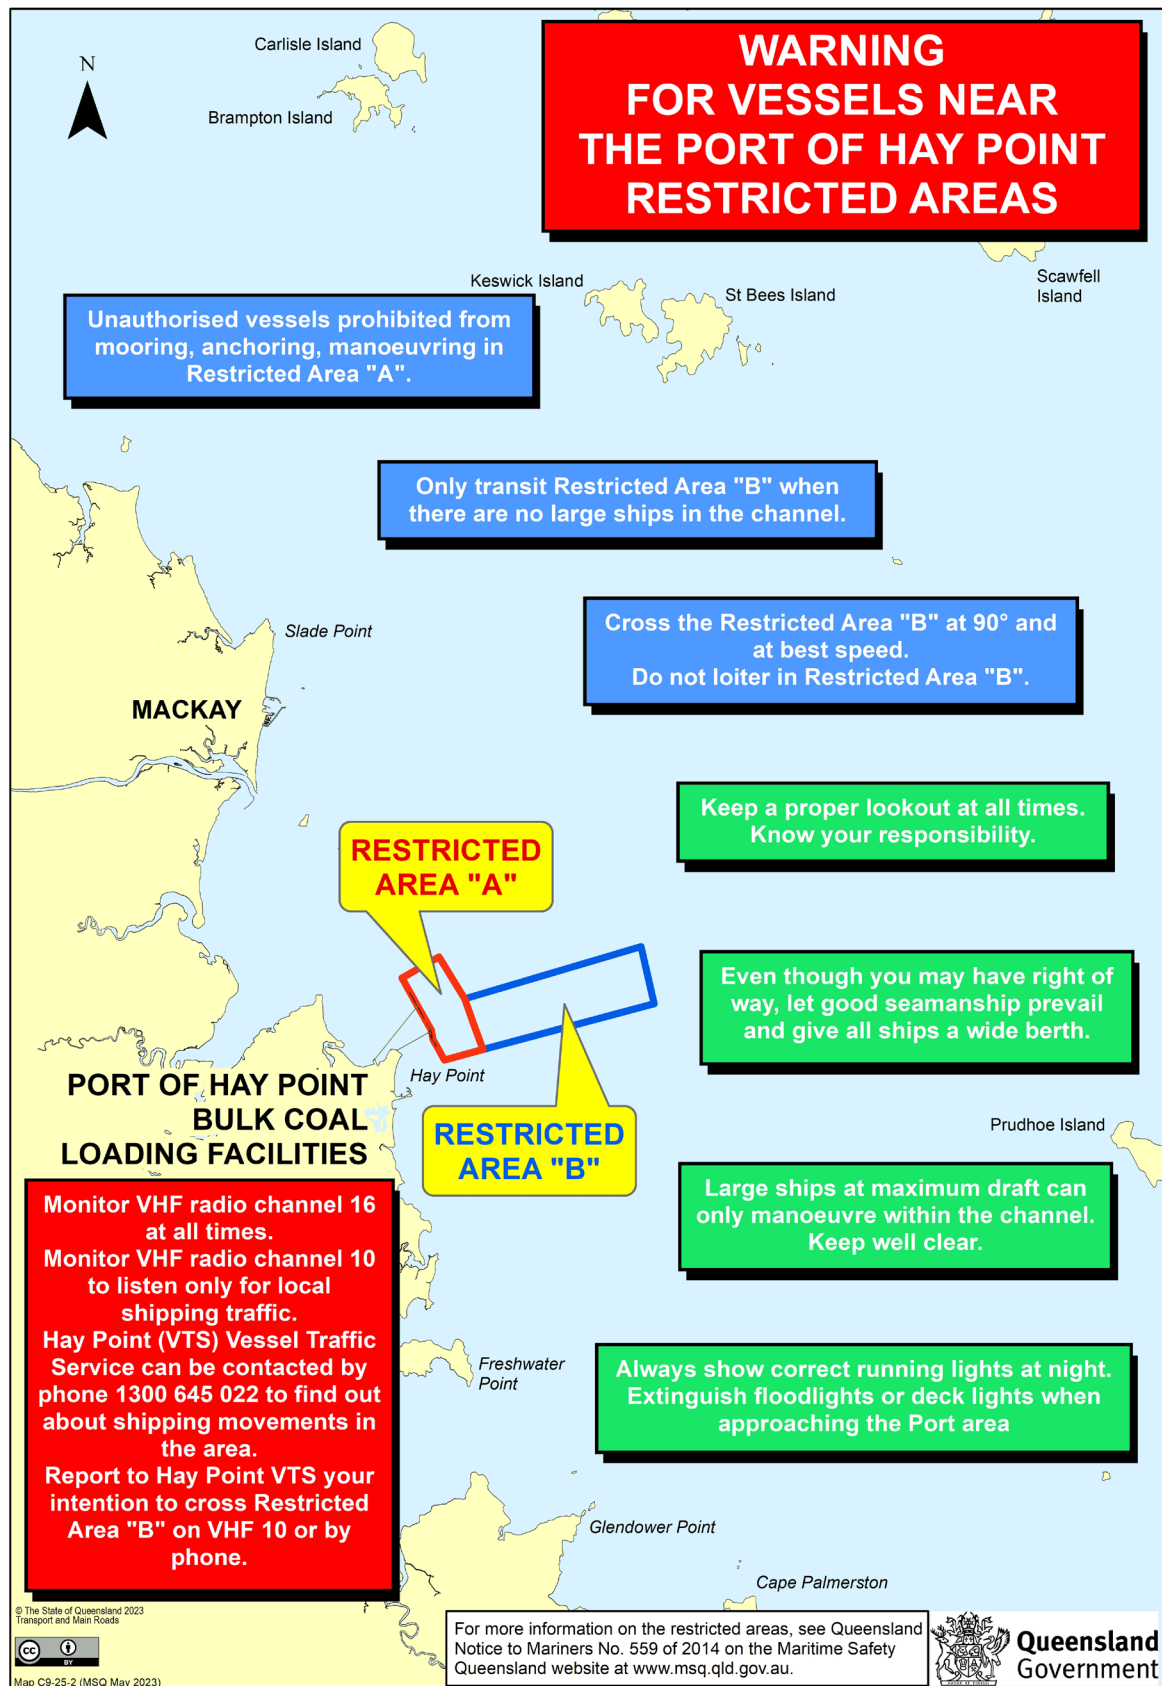 Carlisle Island
N
Brampton Island
WARNING
FOR VESSELS NEAR
THE PORT OF HAY POINT
RESTRICTED AREAS
Keswick Island
St Bees Island
Scawfell
Island
Unauthorised vessels prohibited from
mooring, anchoring, manoeuvring in
Restricted Area "A".
Only transit Restricted Area "B" when
there are no large ships in the channel.
Cross the Restricted Area "B" at 90° and
at best speed.
Do not loiter in Restricted Area "B".
Slade Point
MACKAY
Keep a proper lookout at all times.
Know your responsibility.
RESTRICTED
AREA "A"
Even though you may have right of
way, let good seamanship prevail
and give all ships a wide berth.
Hay Point
PORT OF HAY POINT
BULK COAL
LOADING FACILITIES
RESTRICTED
AREA "B"
Prudhoe Island
Large ships at maximum draft can
only manoeuvre within the channel.
Keep well clear.
Monitor VHF radio channel 16
at all times.
Monitor VHF radio channel 10
to listen only for local
shipping traffic.
Hay Point (VTS) Vessel Traffic
Service can be contacted by
phone 1300 645 022 to find out
about shipping movements in
the area.
Report to Hay Point VTS your
intention to cross Restricted
Area "B" on VHF 10 or by
phone.
Freshwater
Point
Always show correct running lights at night.
Extinguish floodlights or deck lights when
approaching the Port area
Glendower Point
Cape Palmerston
© The State of Queensland 2023
Transport and Main Roads
cc
BY
Map C9-25-2 (MSQ May 2023)
For more information on the restricted areas, see Queensland
Notice to Mariners No. 559 of 2014 on the Maritime Safety
Queensland website at www.msq.qld.gov.au.
Queensland
Government